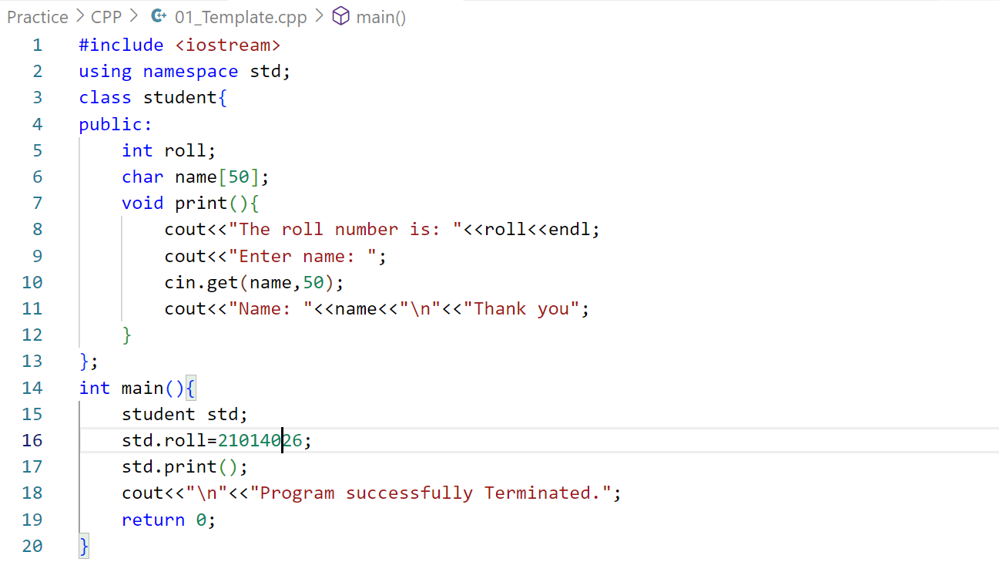 Practice > CPP > 01_Template.cpp > main()
1 #include <iostream>
2 using namespace std;
3 class student{
4 public:
5     int roll;
6     char name[50];
7     void print(){
8         cout<<"The roll number is: "<<roll<<endl;
9         cout<<"Enter name: ";
10         cin.get(name,50);
11         cout<<"Name: "<<name<<"\n"<<"Thank you";
12     }
13 };
14 int main(){
15     student std;
16     std.roll=21014026;
17     std.print();
18     cout<<"\n"<<"Program successfully Terminated.";
19     return 0;
20 }